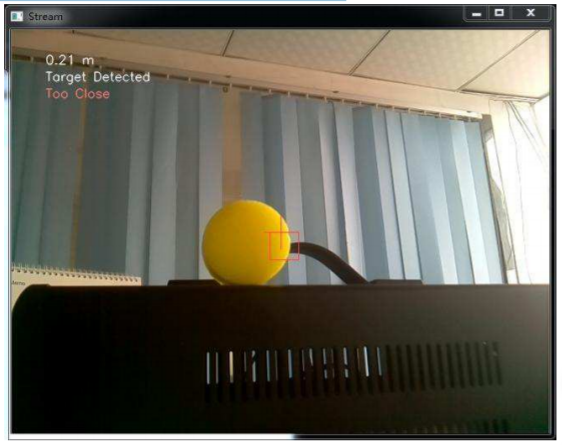 Stream
0.21 m
Target Detected
Too Close